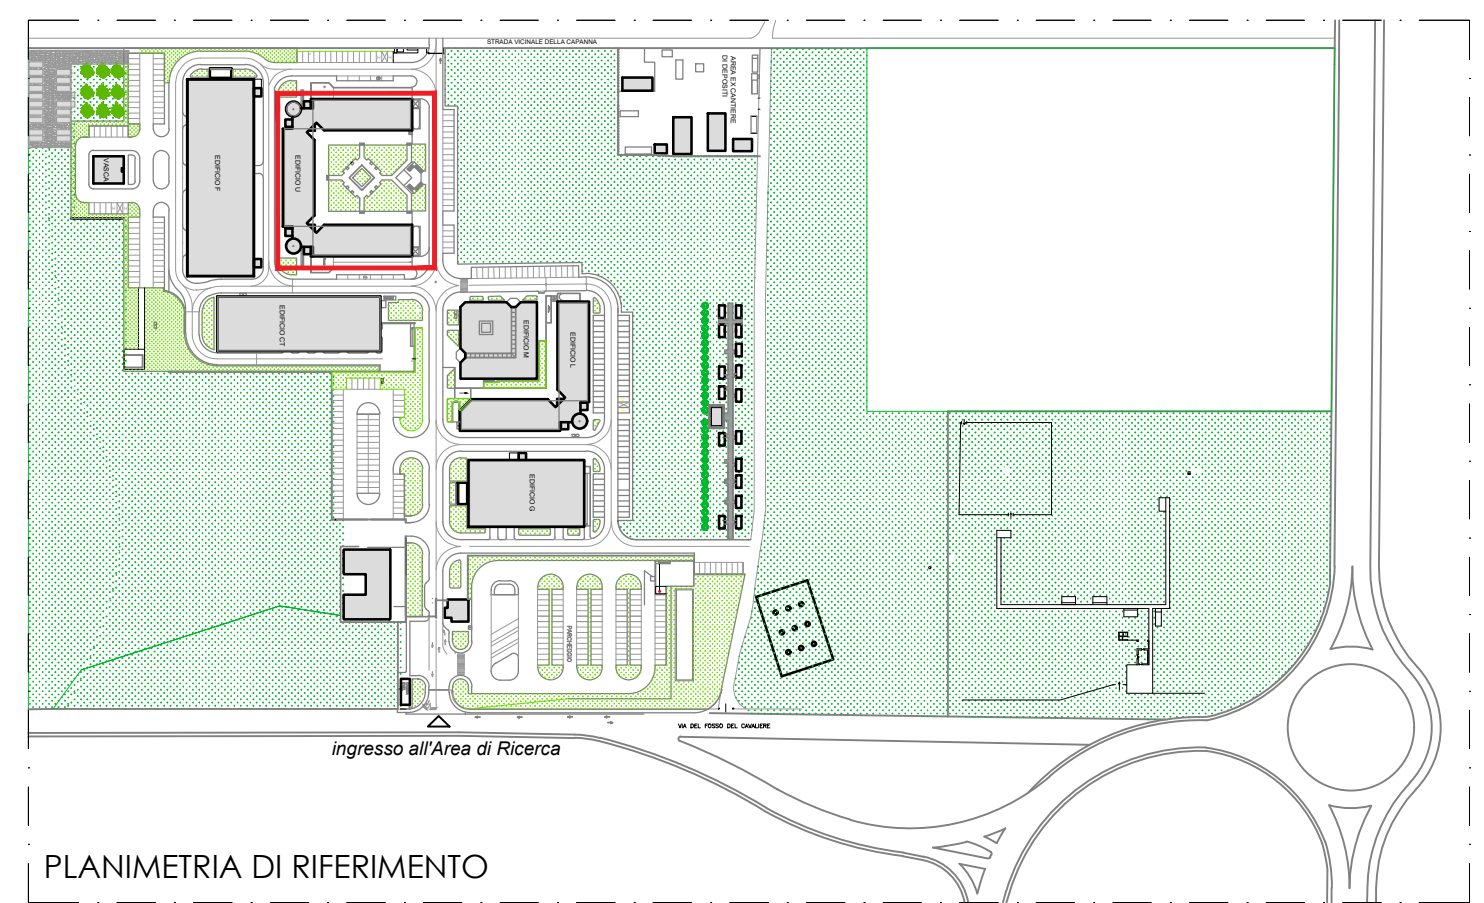 STRADA VICINALE DELLA CAPANNA
AREA EX CANTIERE
DI DEPOSITI
EDIFICIO F
EDIFICIO U
VASCA
EDIFICIO CT
EDIFICIO M
EDIFICIO L
EDIFICIO G
PARCHEGGIO
VIA DEL FOSSO DEL CAVALIERE
ingresso all'Area di Ricerca
PLANIMETRIA DI RIFERIMENTO